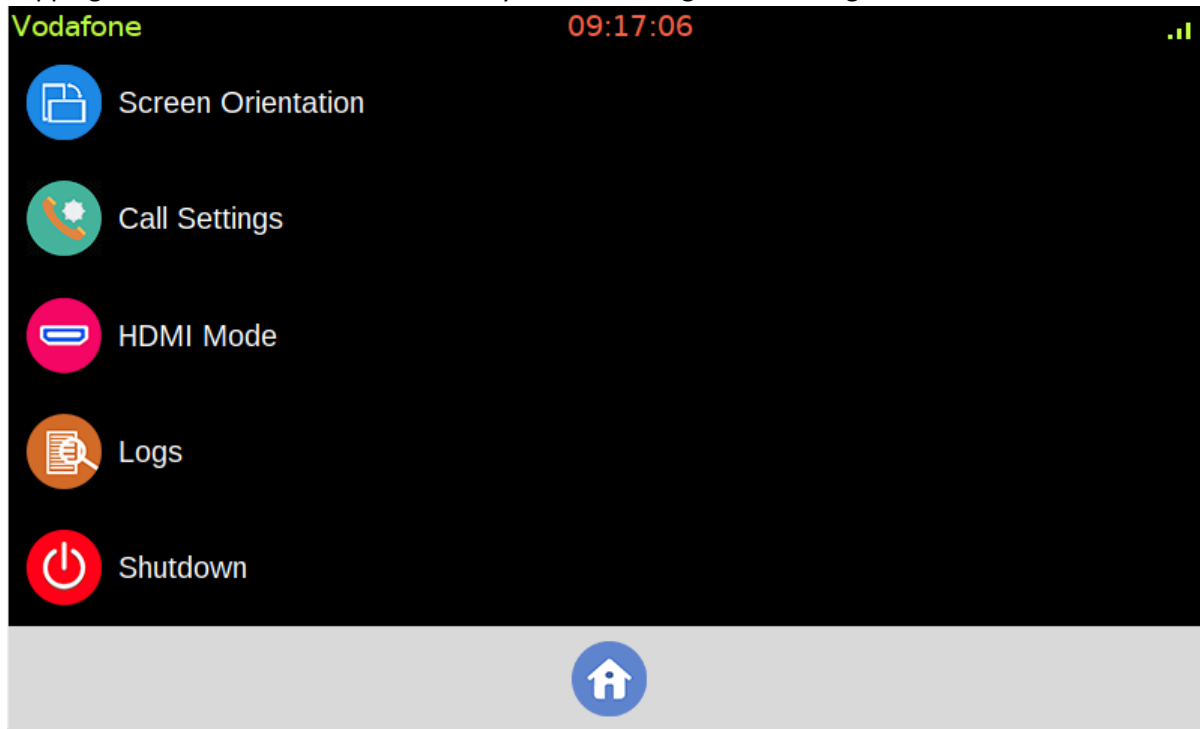 Vodafone 09:17:06
Screen Orientation
Call Settings
HDMI Mode
Logs
Shutdown